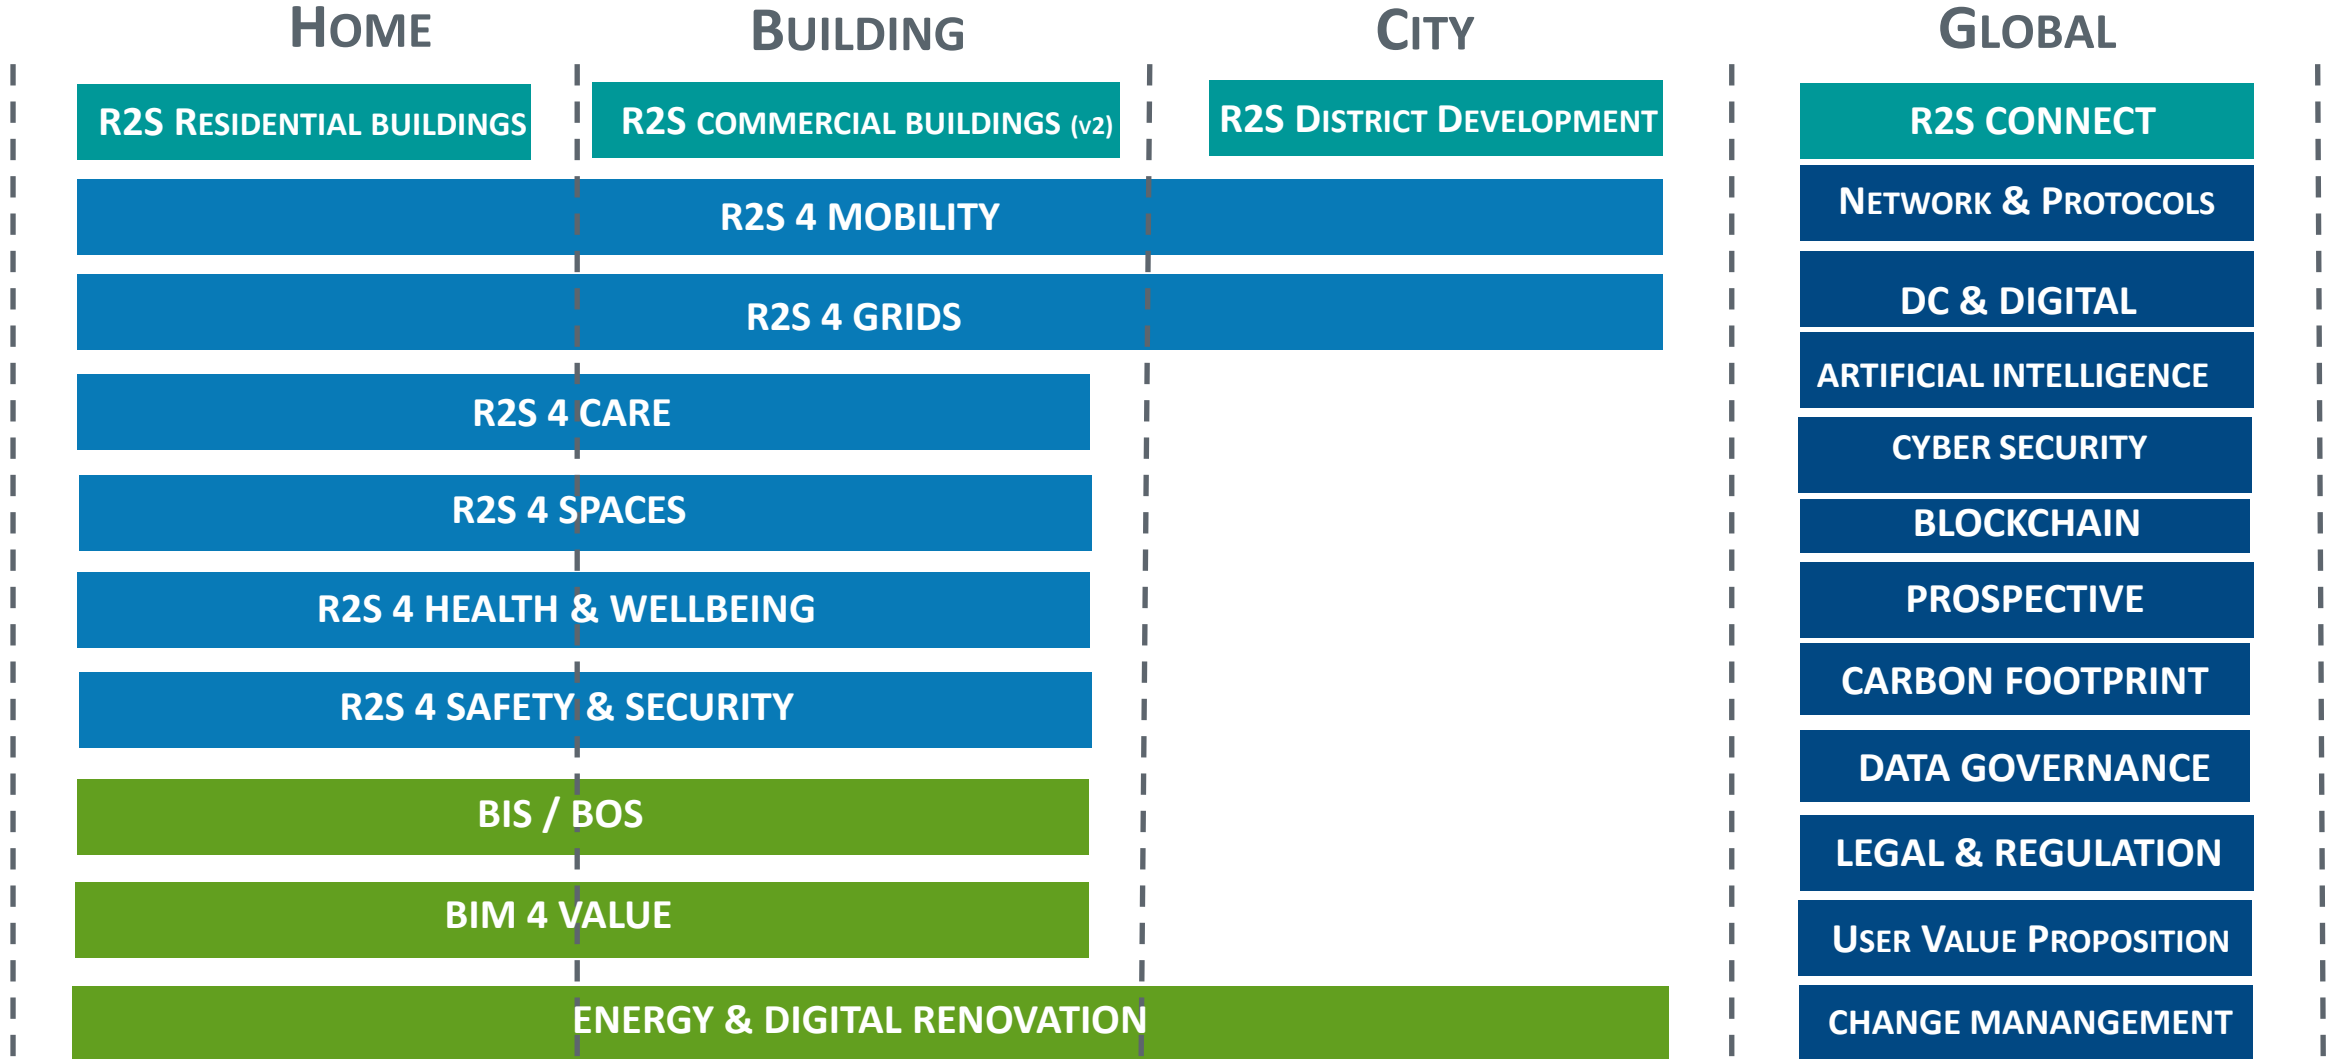 HOME
BUILDING
CITY
GLOBAL
R2S RESIDENTIAL BUILDINGS
R2S COMMERCIAL BUILDINGS (V2)
R2S DISTRICT DEVELOPMENT
R2S CONNECT
R2S 4 MOBILITY
NETWORK & PROTOCOLS
R2S 4 GRIDS
DC & DIGITAL
R2S 4 CARE
ARTIFICIAL INTELLIGENCE
CYBER SECURITY
R2S 4 SPACES
BLOCKCHAIN
R2S 4 HEALTH & WELLBEING
PROSPECTIVE
R2S 4 SAFETY & SECURITY
CARBON FOOTPRINT
BIS / BOS
DATA GOVERNANCE
BIM 4 VALUE
LEGAL & REGULATION
USER VALUE PROPOSITION
ENERGY & DIGITAL RENOVATION
CHANGE MANANGEMENT